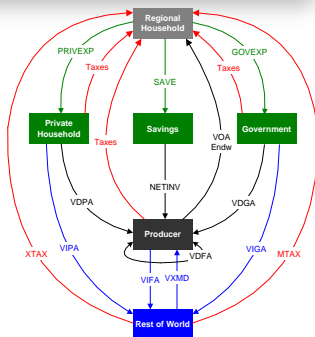 Regional
Household
PRIVEXP
GOVEXP
Taxes
Taxes
SAVE
Private
Household
Savings
Government
Taxes
VOA
Endw
NETINV
VDPA
VDGA
Producer
XTAX
VIPA
VDFA
VIGA
MTAX
VIFA
VXMD
Rest of World